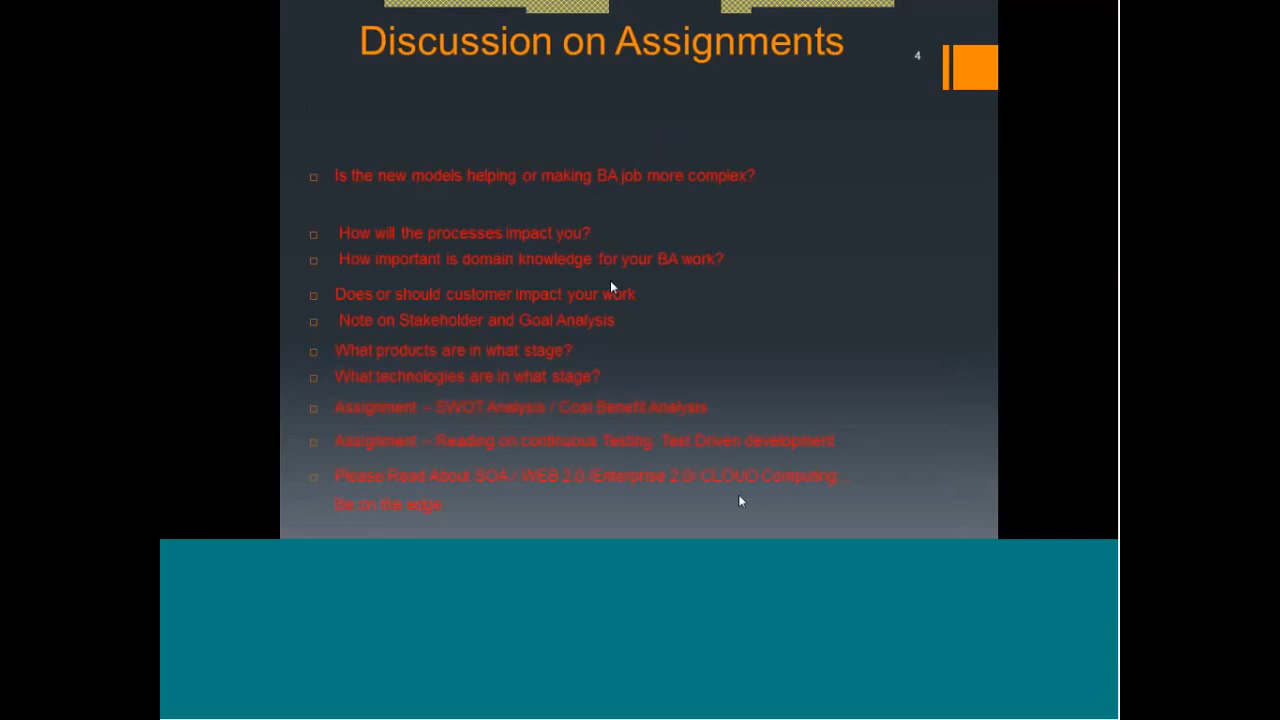 Discussion on Assignments
4
Is the new models helping or making BA job more complex?
How will the processes impact you?
How important is domain knowledge for your BA work?
Does or should customer impact your work
Note on Stakeholder and Goal Analysis
What products are in what stage?
What technologies are in what stage?
Assignment – SWOT Analysis / Cost Benefit Analysis
Assignment – Reading on continuous Testing, Test Driven development
Please Read About SOA / WEB 2.0 /Enterprise 2.0/ CLOUD Computing...
Be on the edge